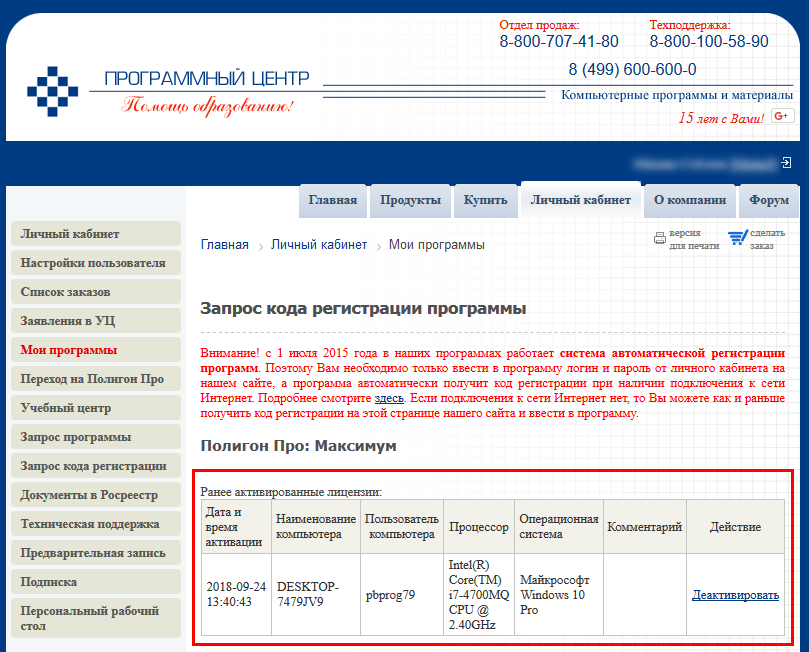 Отдел продаж:
8-800-707-41-80
Техподдержка:
8-800-100-58-90
8 (499) 600-600-0
ПРОГРАММНЫЙ ЦЕНТР
Помощь образованию!
Компьютерные программы и материалы
15 лет с Вами!
G+
Главная
Продукты
Купить
Личный кабинет
О компании
Форум
Личный кабинет
Настройки пользователя
Список заказов
Заявления в УЦ
Мои программы
Переход на Полигон Про
Учебный центр
Запрос программы
Запрос кода регистрации
Документы в Росреестр
Техническая поддержка
Предварительная запись
Подписка
Персональный рабочий
стол
Главная > Личный кабинет > Мои программы
версия
для печати
сделать
заказ
Запрос кода регистрации программы
Внимание! с 1 июля 2015 года в наших программах работает система автоматической регистрации
программ. Поэтому Вам необходимо только ввести в программу логин и пароль от личного кабинета на
нашем сайте, а программа автоматически получит код регистрации при наличии подключения к сети
Интернет. Подробнее смотрите здесь. Если подключения к сети Интернет нет, то Вы можете как и раньше
получить код регистрации на этой странице нашего сайта и ввести в программу.
Полигон Про: Максимум
Ранее активированные лицензии:
Дата и
время
активации
Наименование
компьютера
Пользователь
компьютера
Процессор
Операционная
система
Комментарий
Действие
2018-09-24
13:40:43
DESKTOP-
7479JV9
pbprog79
Intel(R)
Core(TM)
i7-4700MQ
CPU @
2.40GHz
Майкрософт
Windows 10
Pro
Деактивировать